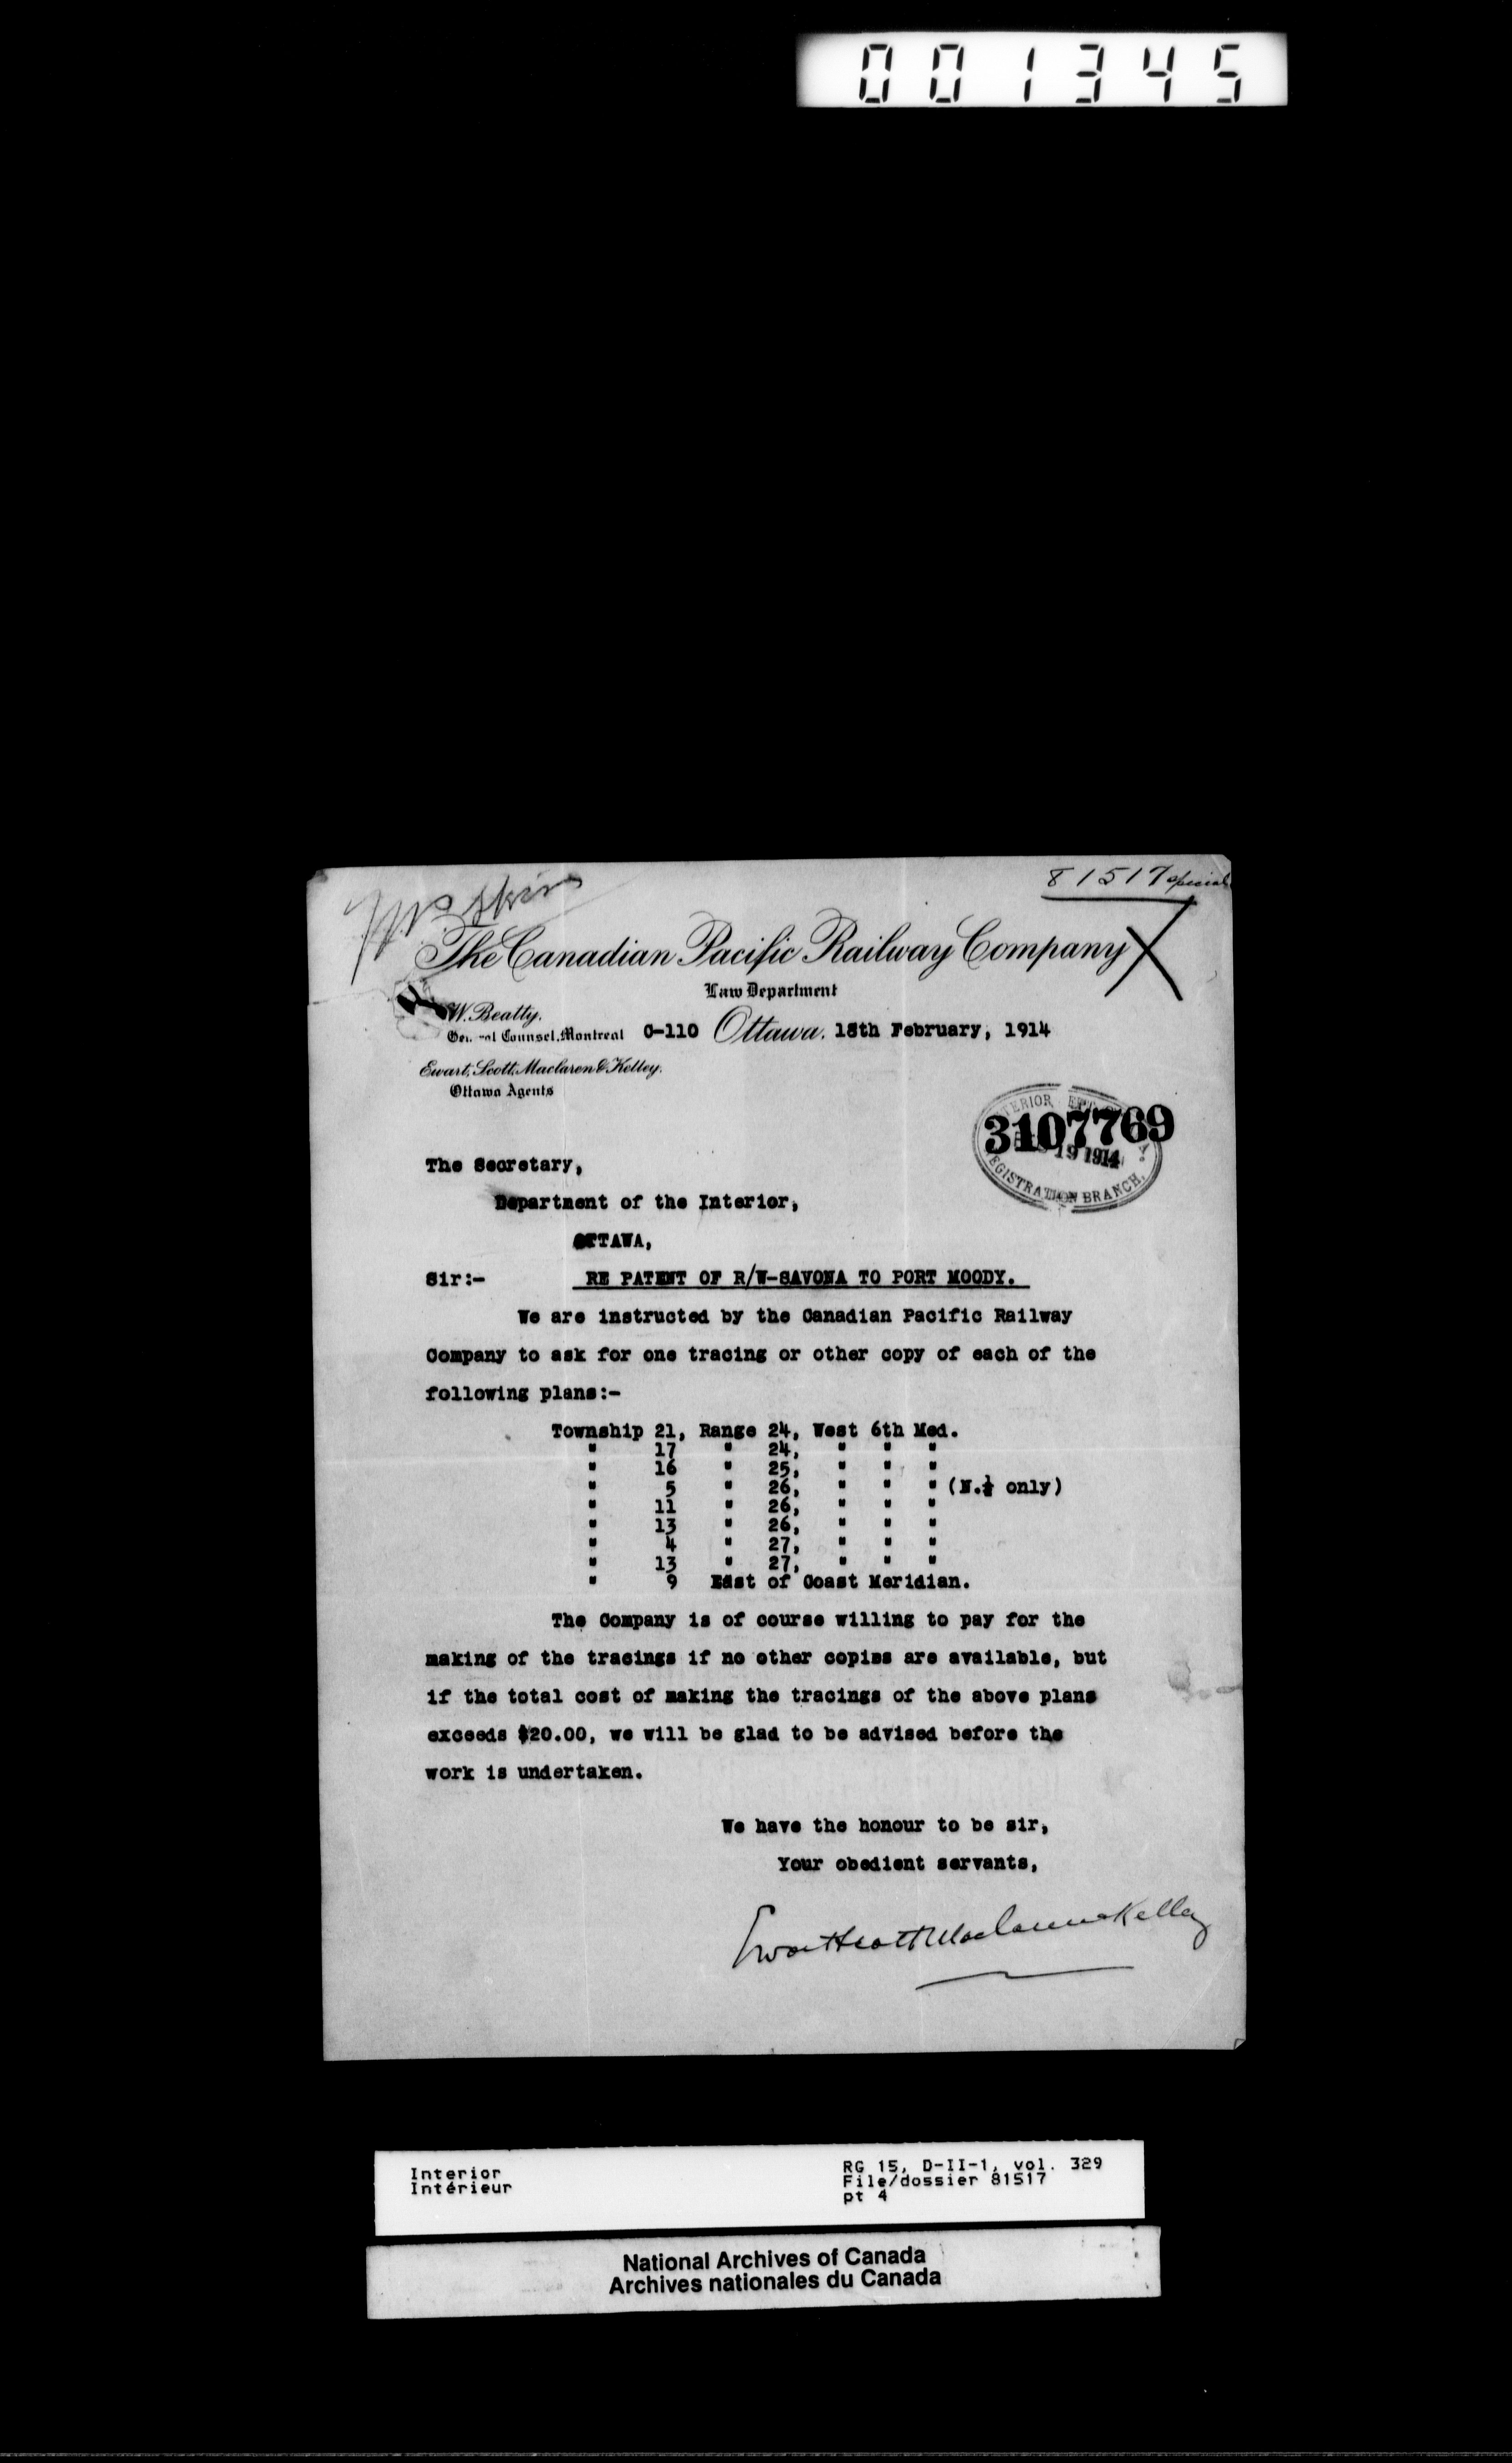 001345
81517 special
The Canadian Pacific Railway Company
Law Department
W. Beatty.
Counsel, Montreal C-110 Ottawa, 18th February, 1914
Ewart, Scott, Maclaren & Kelley.
Ottawa Agents
3107769
19 1914
REGISTRATION BRANCH.
The Secretary,
Department of the Interior,
OTTAWA,
Sir:- RE PATENT OF R/W-SAVONA TO PORT MOODY.
We are instructed by the Canadian Pacific Railway
Company to ask for one tracing or other copy of each of the
following plans:-
Township 21, Range 24, West 6th Med.
" 17 " 24, " " "
" 16 " 25, " " "
" 5 " 26, " " " (N.½ only)
" 11 " 26, " " "
" 13 " 26, " " "
" 4 " 27, " " "
" 13 " 27, " " "
" 9 East of Coast Meridian.
The Company is of course willing to pay for the
making of the tracings if no other copies are available, but
if the total cost of making the tracings of the above plans
exceeds $20.00, we will be glad to be advised before the
work is undertaken.
We have the honour to be sir,
Your obedient servants,
Ewart Scott Maclaren & Kelley
Interior
Intérieur
RG 15, D-II-1, vol. 329
File/dossier 81517
pt 4
National Archives of Canada
Archives nationales du Canada